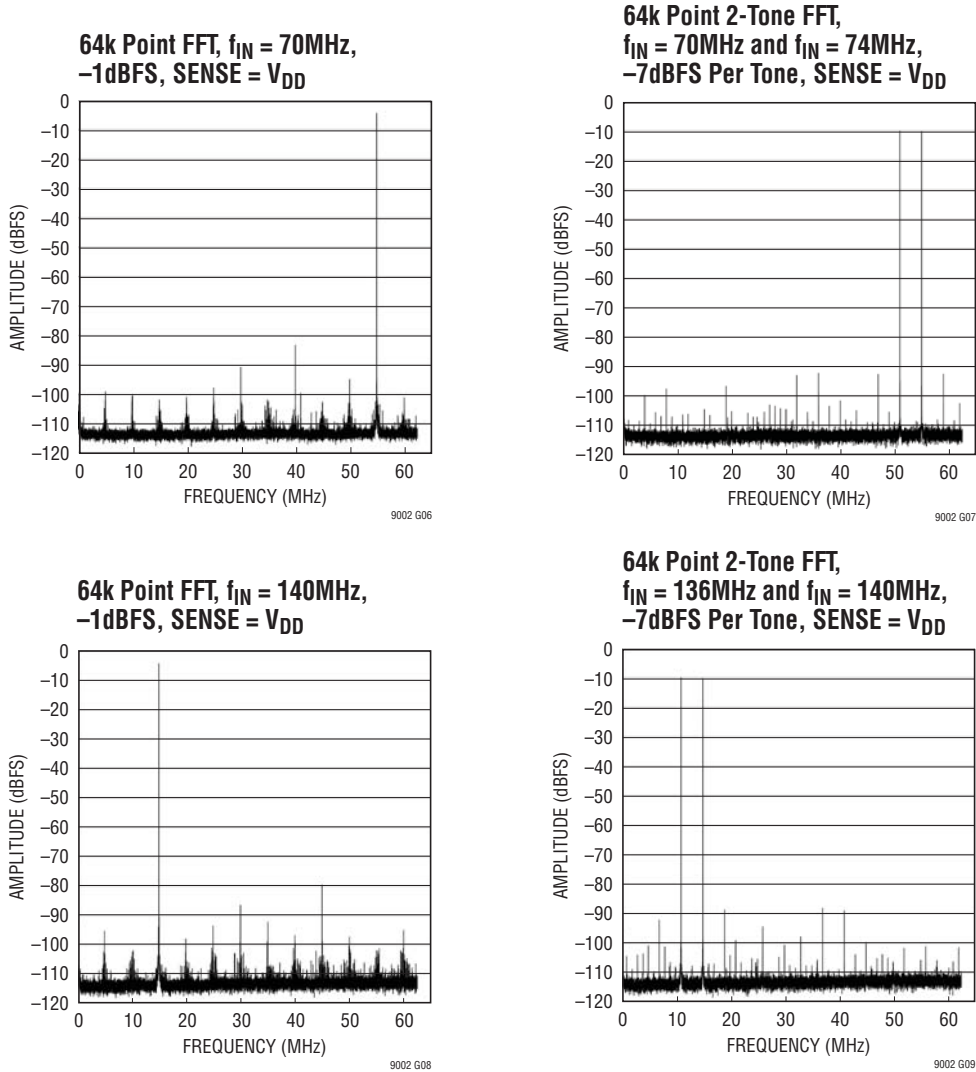 64k Point FFT, fIN = 70MHz,
–1dBFS, SENSE = VDD
0
–10
–20
–30
–40
–50
–60
–70
–80
–90
–100
–110
–120
AMPLITUDE (dBFS)
0 10 20 30 40 50 60
FREQUENCY (MHz)
9002 G06
64k Point 2-Tone FFT,
fIN = 70MHz and fIN = 74MHz,
–7dBFS Per Tone, SENSE = VDD
0
–10
–20
–30
–40
–50
–60
–70
–80
–90
–100
–110
–120
AMPLITUDE (dBFS)
0 10 20 30 40 50 60
FREQUENCY (MHz)
9002 G07
64k Point FFT, fIN = 140MHz,
–1dBFS, SENSE = VDD
0
–10
–20
–30
–40
–50
–60
–70
–80
–90
–100
–110
–120
AMPLITUDE (dBFS)
0 10 20 30 40 50 60
FREQUENCY (MHz)
9002 G08
64k Point 2-Tone FFT,
fIN = 136MHz and fIN = 140MHz,
–7dBFS Per Tone, SENSE = VDD
0
–10
–20
–30
–40
–50
–60
–70
–80
–90
–100
–110
–120
AMPLITUDE (dBFS)
0 10 20 30 40 50 60
FREQUENCY (MHz)
9002 G09